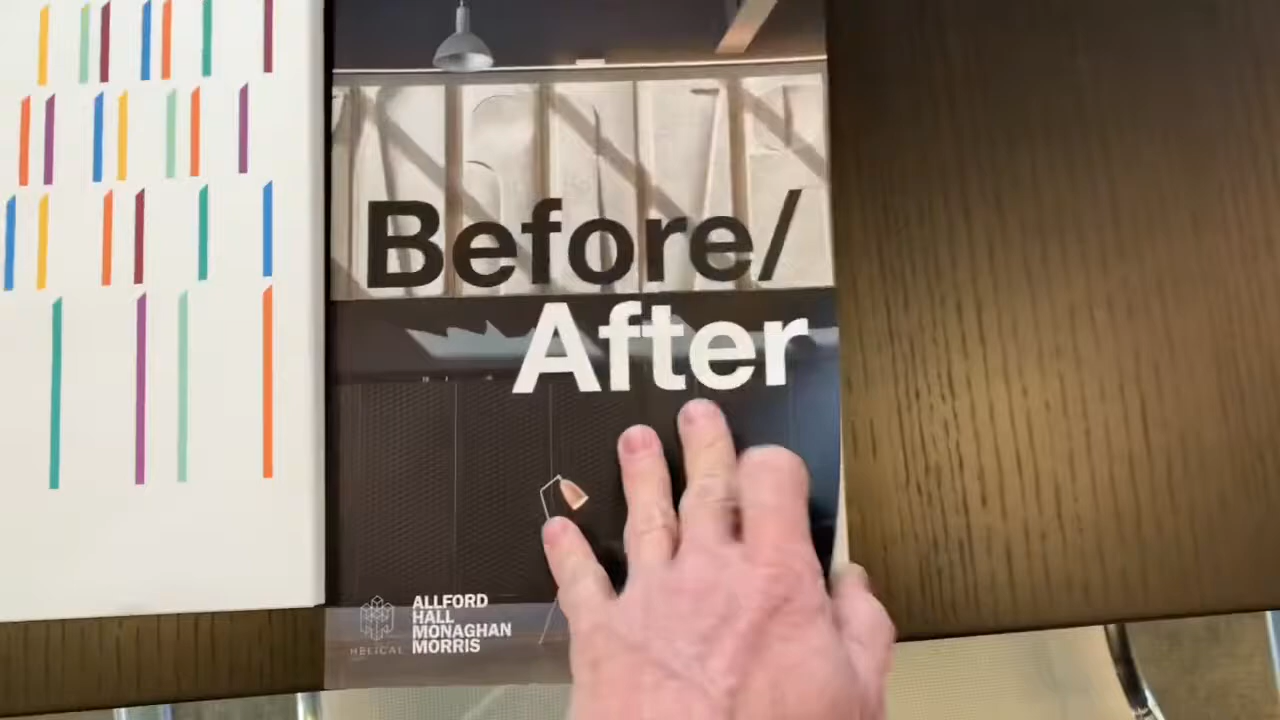 Before/
After
HELICAL
ALLFORD
HALL
MONAGHAN
MORRIS